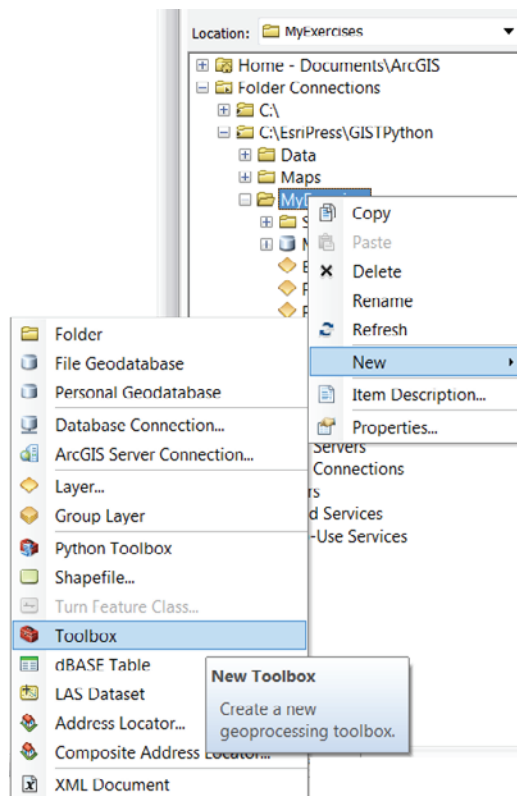 Location: MyExercises
Home - Documents\ArcGIS
Folder Connections
C:\
C:\EsriPress\GISTPython
Data
Maps
Copy
Paste
Delete
Rename
Refresh
New
Item Description...
Properties...
Servers
Connections
d Services
-Use Services
Folder
File Geodatabase
Personal Geodatabase
Database Connection...
ArcGIS Server Connection...
Layer...
Group Layer
Python Toolbox
Shapefile...
Turn Feature Class...
Toolbox
dBASE Table
LAS Dataset
Address Locator...
Composite Address Locator...
XML Document
New Toolbox
Create a new
geoprocessing toolbox.